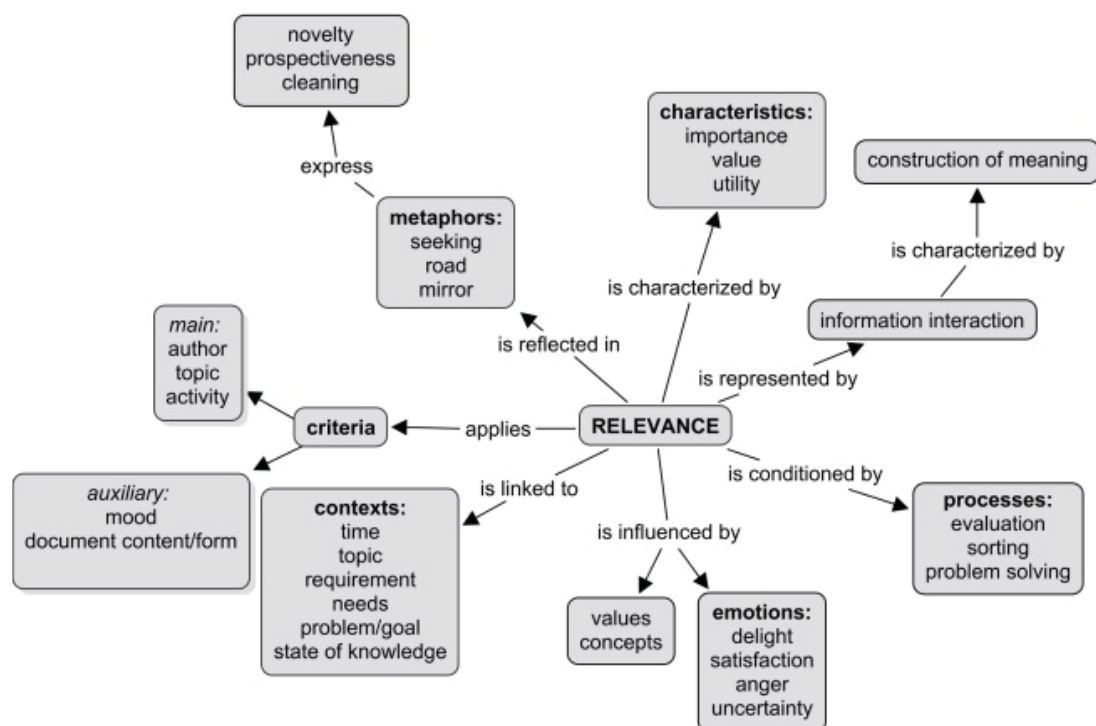 novelty
prospectiveness
cleaning
express
metaphors:
seeking
road
mirror
is reflected in
characteristics:
importance
value
utility
is characterized by
construction of meaning
is characterized by
information interaction
is represented by
RELEVANCE
applies
criteria
main:
author
topic
activity
auxiliary:
mood
document content/form
is linked to
contexts:
time
topic
requirement
needs
problem/goal
state of knowledge
is influenced by
values
concepts
emotions:
delight
satisfaction
anger
uncertainty
is conditioned by
processes:
evaluation
sorting
problem solving